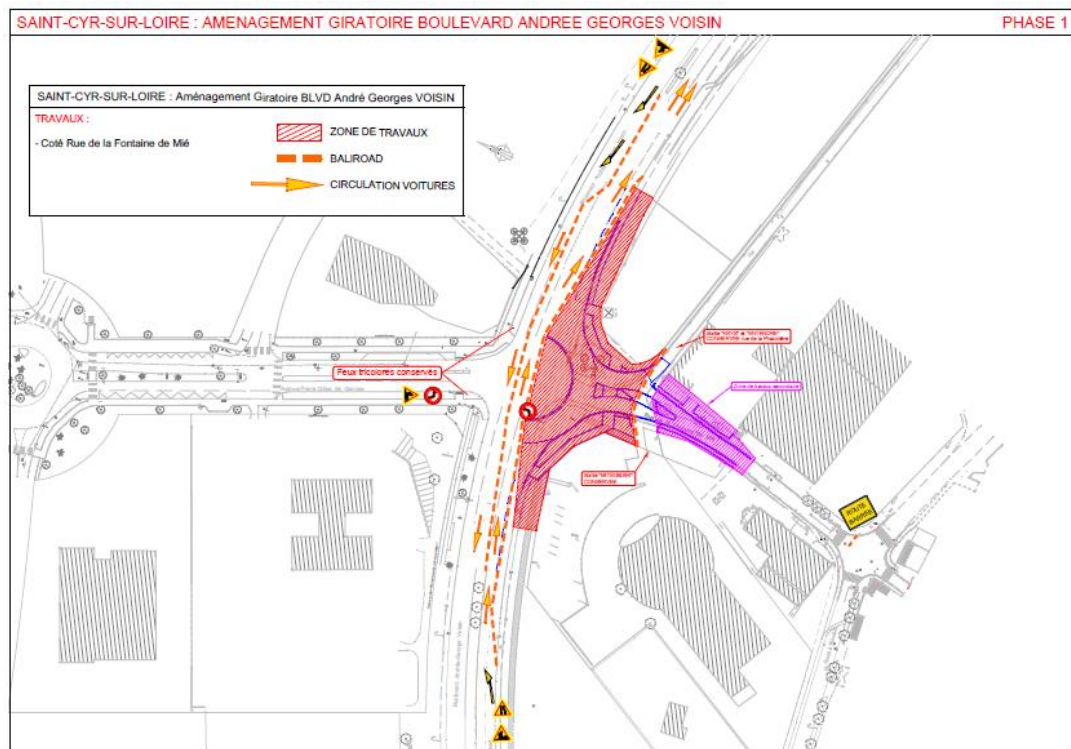 SAINT-CYR-SUR-LOIRE : AMENAGEMENT GIRATOIRE BOULEVARD ANDREE GEORGES VOISIN
PHASE 1
SAINT-CYR-SUR-LOIRE : Aménagement Giratoire BLVD André Georges VOISIN
TRAVAUX :
- Coté Rue de la Fontaine de Mié
ZONE DE TRAVAUX
BALIROAD
CIRCULATION VOITURES
Feux tricolores conservés
CONSERVEE
ROUTE
BARREE